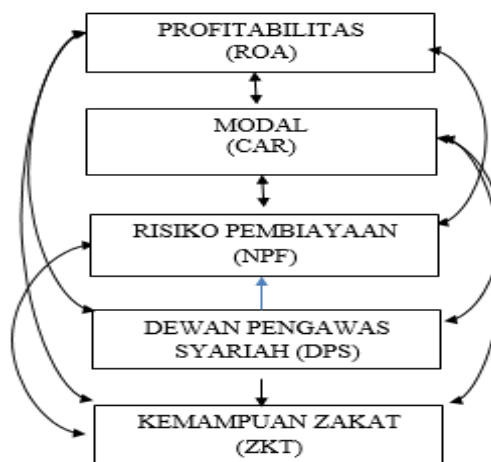 PROFITABILITAS
(ROA)
MODAL
(CAR)
RISIKO PEMBIAYAAN
(NPF)
DEWAN PENGAWAS
SYARIAH (DPS)
KEMAMPUAN ZAKAT
(ZKT)